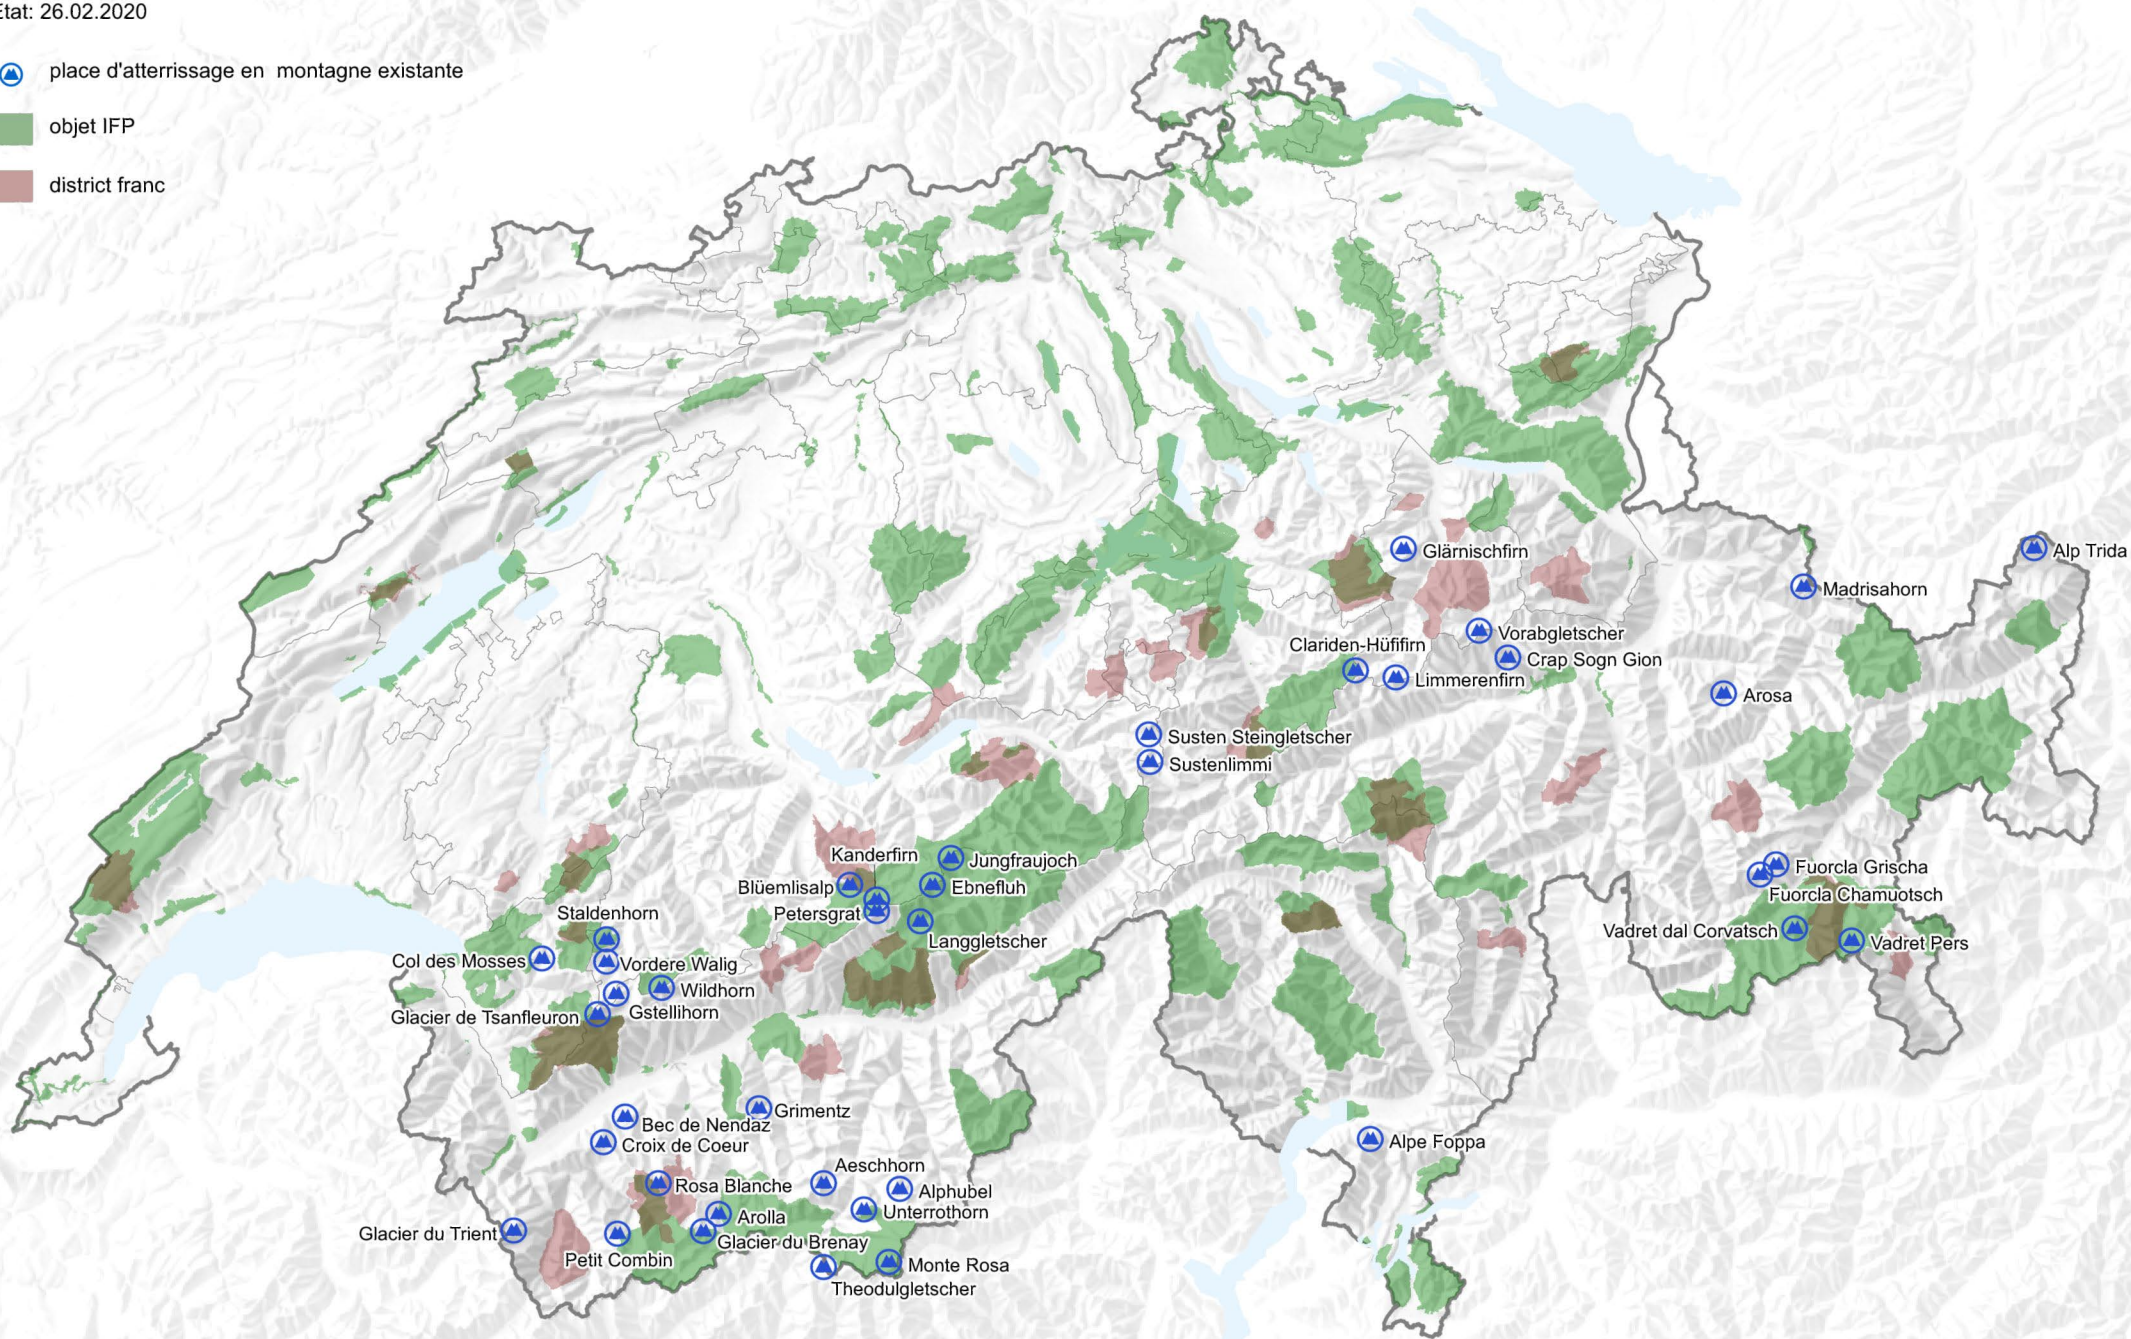 Etat: 26.02.2020
place d'atterrissage en montagne existante
objet IFP
district franc
Glärnischfirn
Alp Trida
Madrisahorn
Vorabgletscher
Clariden-Hüfifirn
Crap Sogn Gion
Limmerenfirn
Arosa
Susten Steingletscher
Sustenlimmi
Kanderfirn
Jungfraujoch
Blüemlisalp
Ebnefluh
Fuorcla Grischa
Fuorcla Chamuotsch
Petersgrat
Staldenhorn
Langgletscher
Vadret dal Corvatsch
Vadret Pers
Col des Mosses
Vordere Walig
Wildhorn
Glacier de Tsanfleuron
Gstellihorn
Grimentz
Bec de Nendaz
Croix de Coeur
Alpe Foppa
Aeschhorn
Rosa Blanche
Alphubel
Unterrothorn
Arolla
Glacier du Trient
Glacier du Brenay
Petit Combin
Monte Rosa
Theodulgletscher